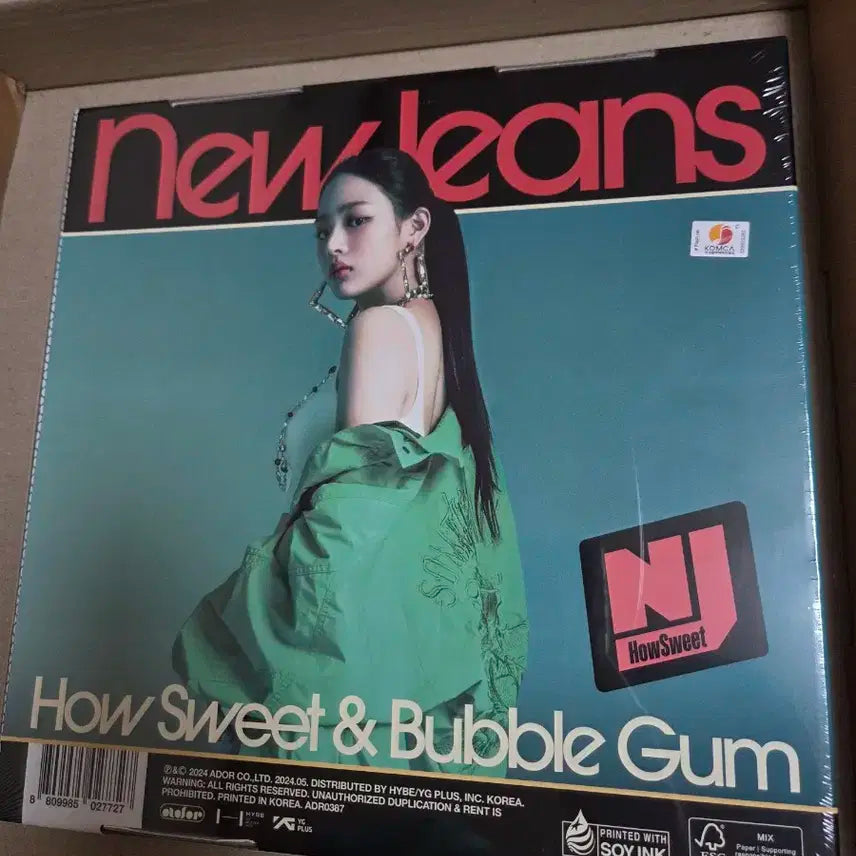 NewJeans
KOMCA
NJ
HowSweet
How Sweet & Bubble Gum
8 809985 027727
℗&© 2024 ADOR CO.,LTD. 2024.05. DISTRIBUTED BY HYBE/YG PLUS, INC. KOREA.
WARNING: ALL RIGHTS RESERVED. UNAUTHORIZED DUPLICATION & RENT IS
PROHIBITED. PRINTED IN KOREA. ADR0387
ador
YG
PLUS
PRINTED WITH
SOY INK
FSC
MIX
Paper | Supporting